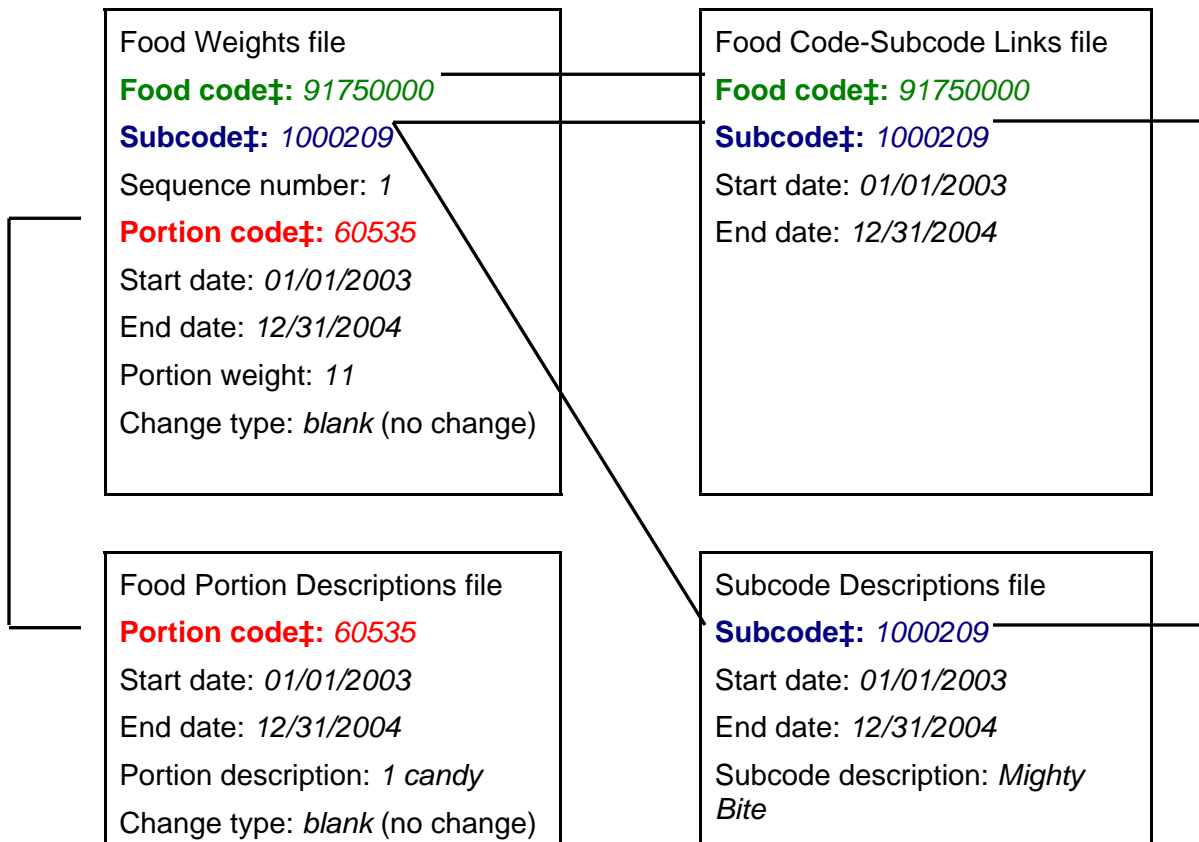 Food Weights file
Food code‡: 91750000
Subcode‡: 1000209
Sequence number: 1
Portion code‡: 60535
Start date: 01/01/2003
End date: 12/31/2004
Portion weight: 11
Change type: blank (no change)
Food Code-Subcode Links file
Food code‡: 91750000
Subcode‡: 1000209
Start date: 01/01/2003
End date: 12/31/2004
Food Portion Descriptions file
Portion code‡: 60535
Start date: 01/01/2003
End date: 12/31/2004
Portion description: 1 candy
Change type: blank (no change)
Subcode Descriptions file
Subcode‡: 1000209
Start date: 01/01/2003
End date: 12/31/2004
Subcode description: Mighty
Bite